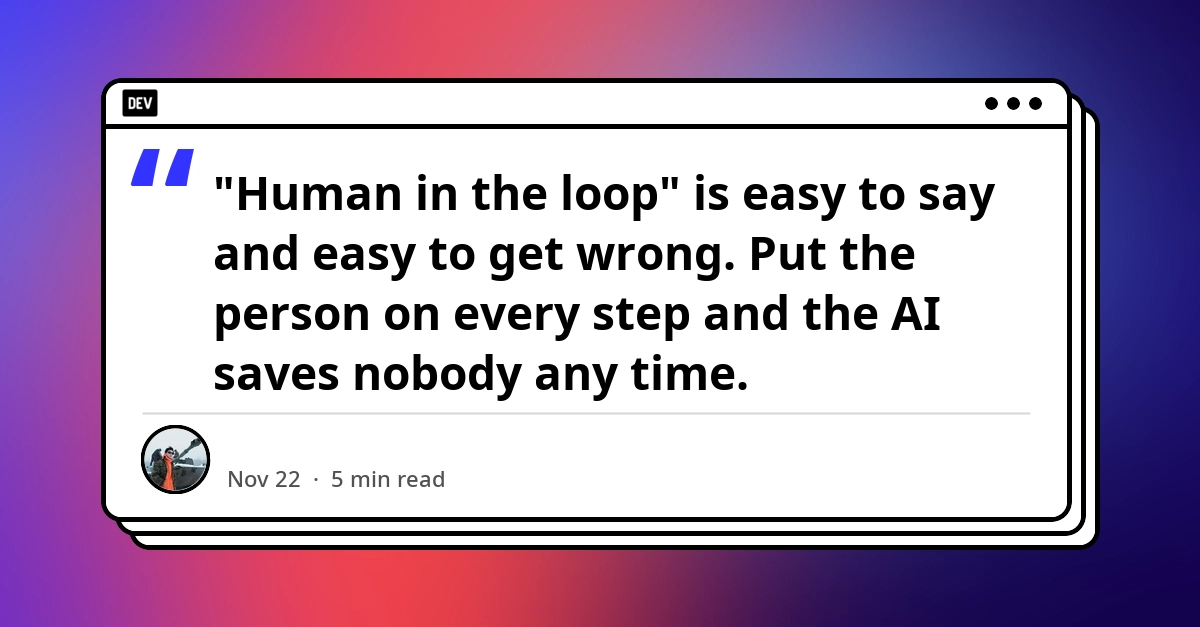 DEV
“
"Human in the loop" is easy to say
and easy to get wrong. Put the
person on every step and the AI
saves nobody any time.
Nov 22 · 5 min read